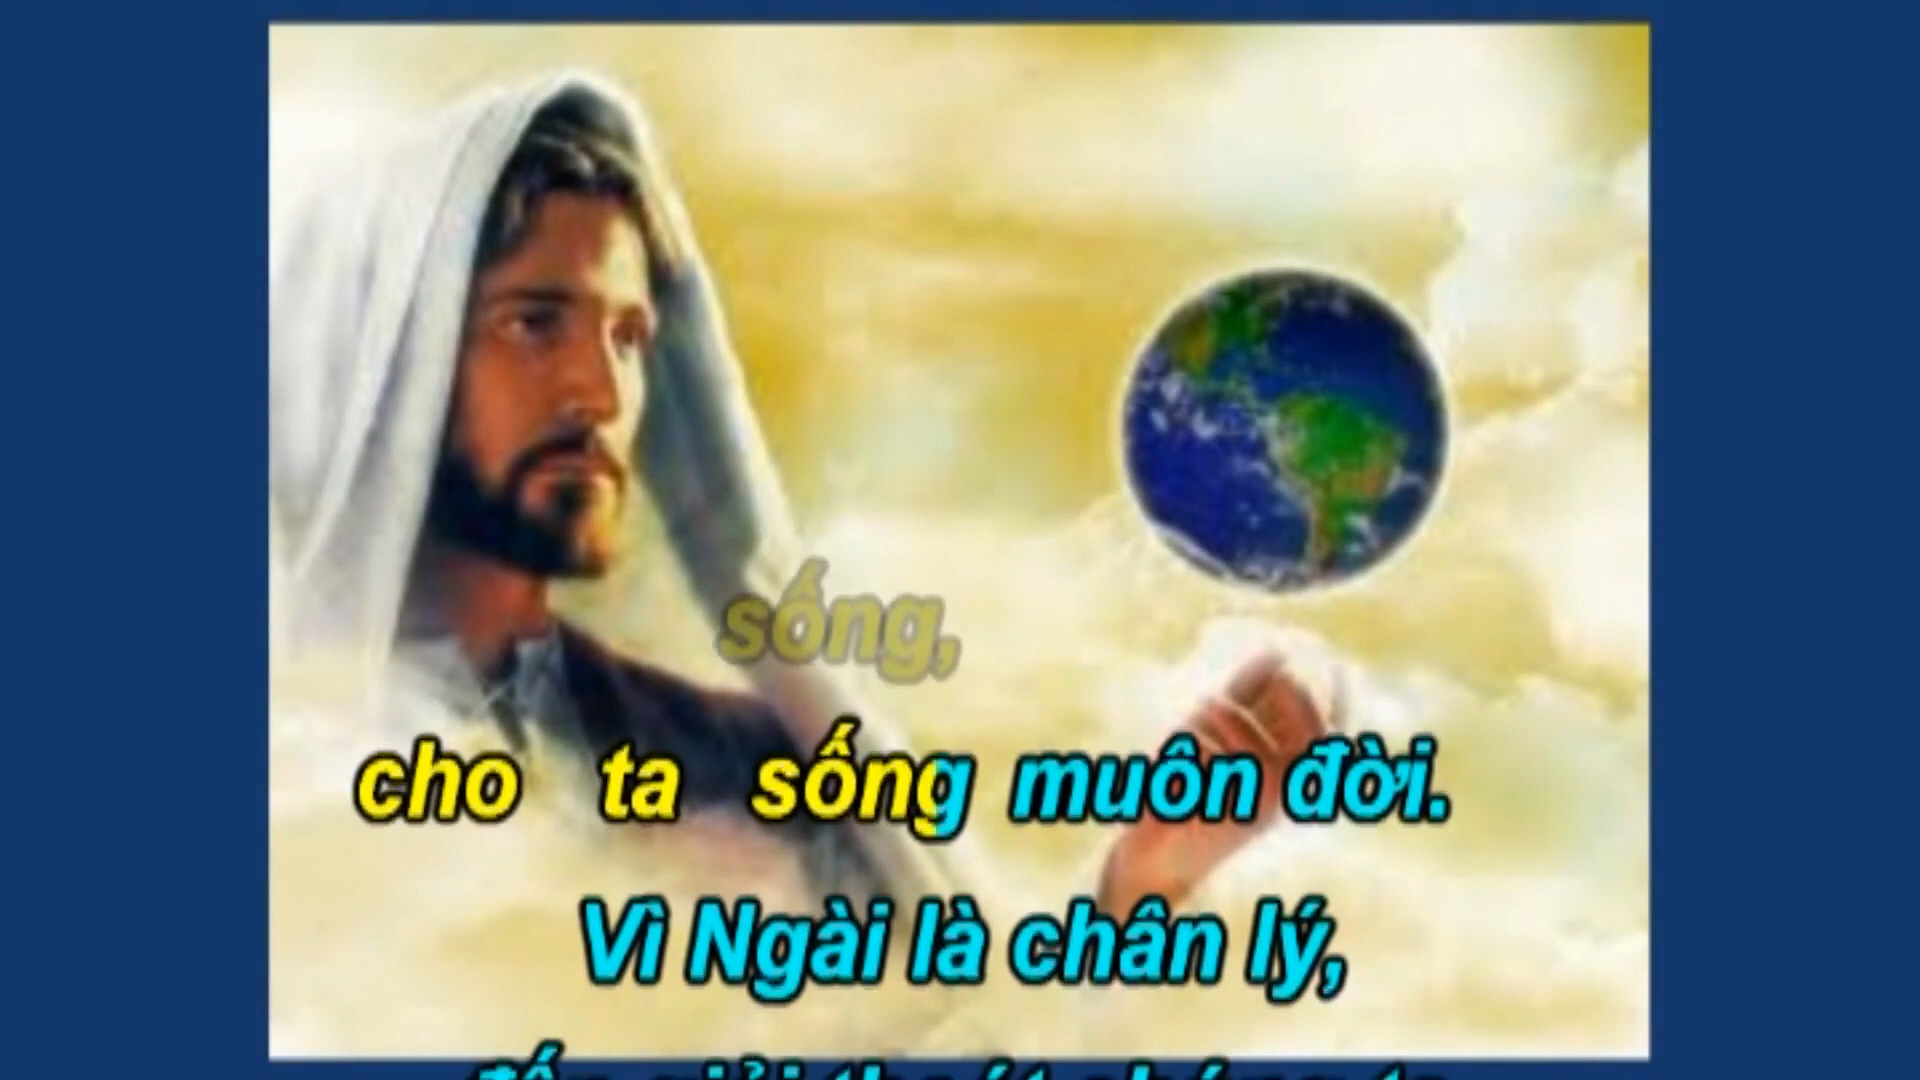 sống,
cho ta sống muôn đời.
Vì Ngài là chân lý,